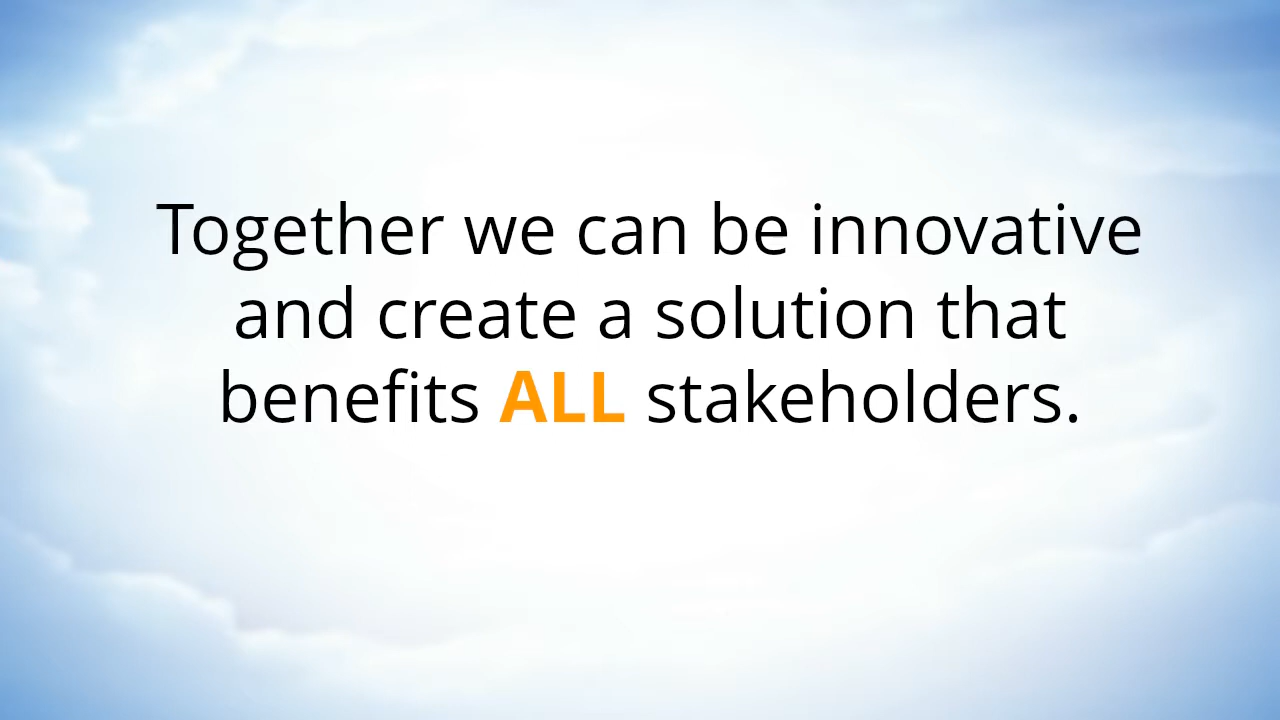 Together we can be innovative
and create a solution that
benefits ALL stakeholders.